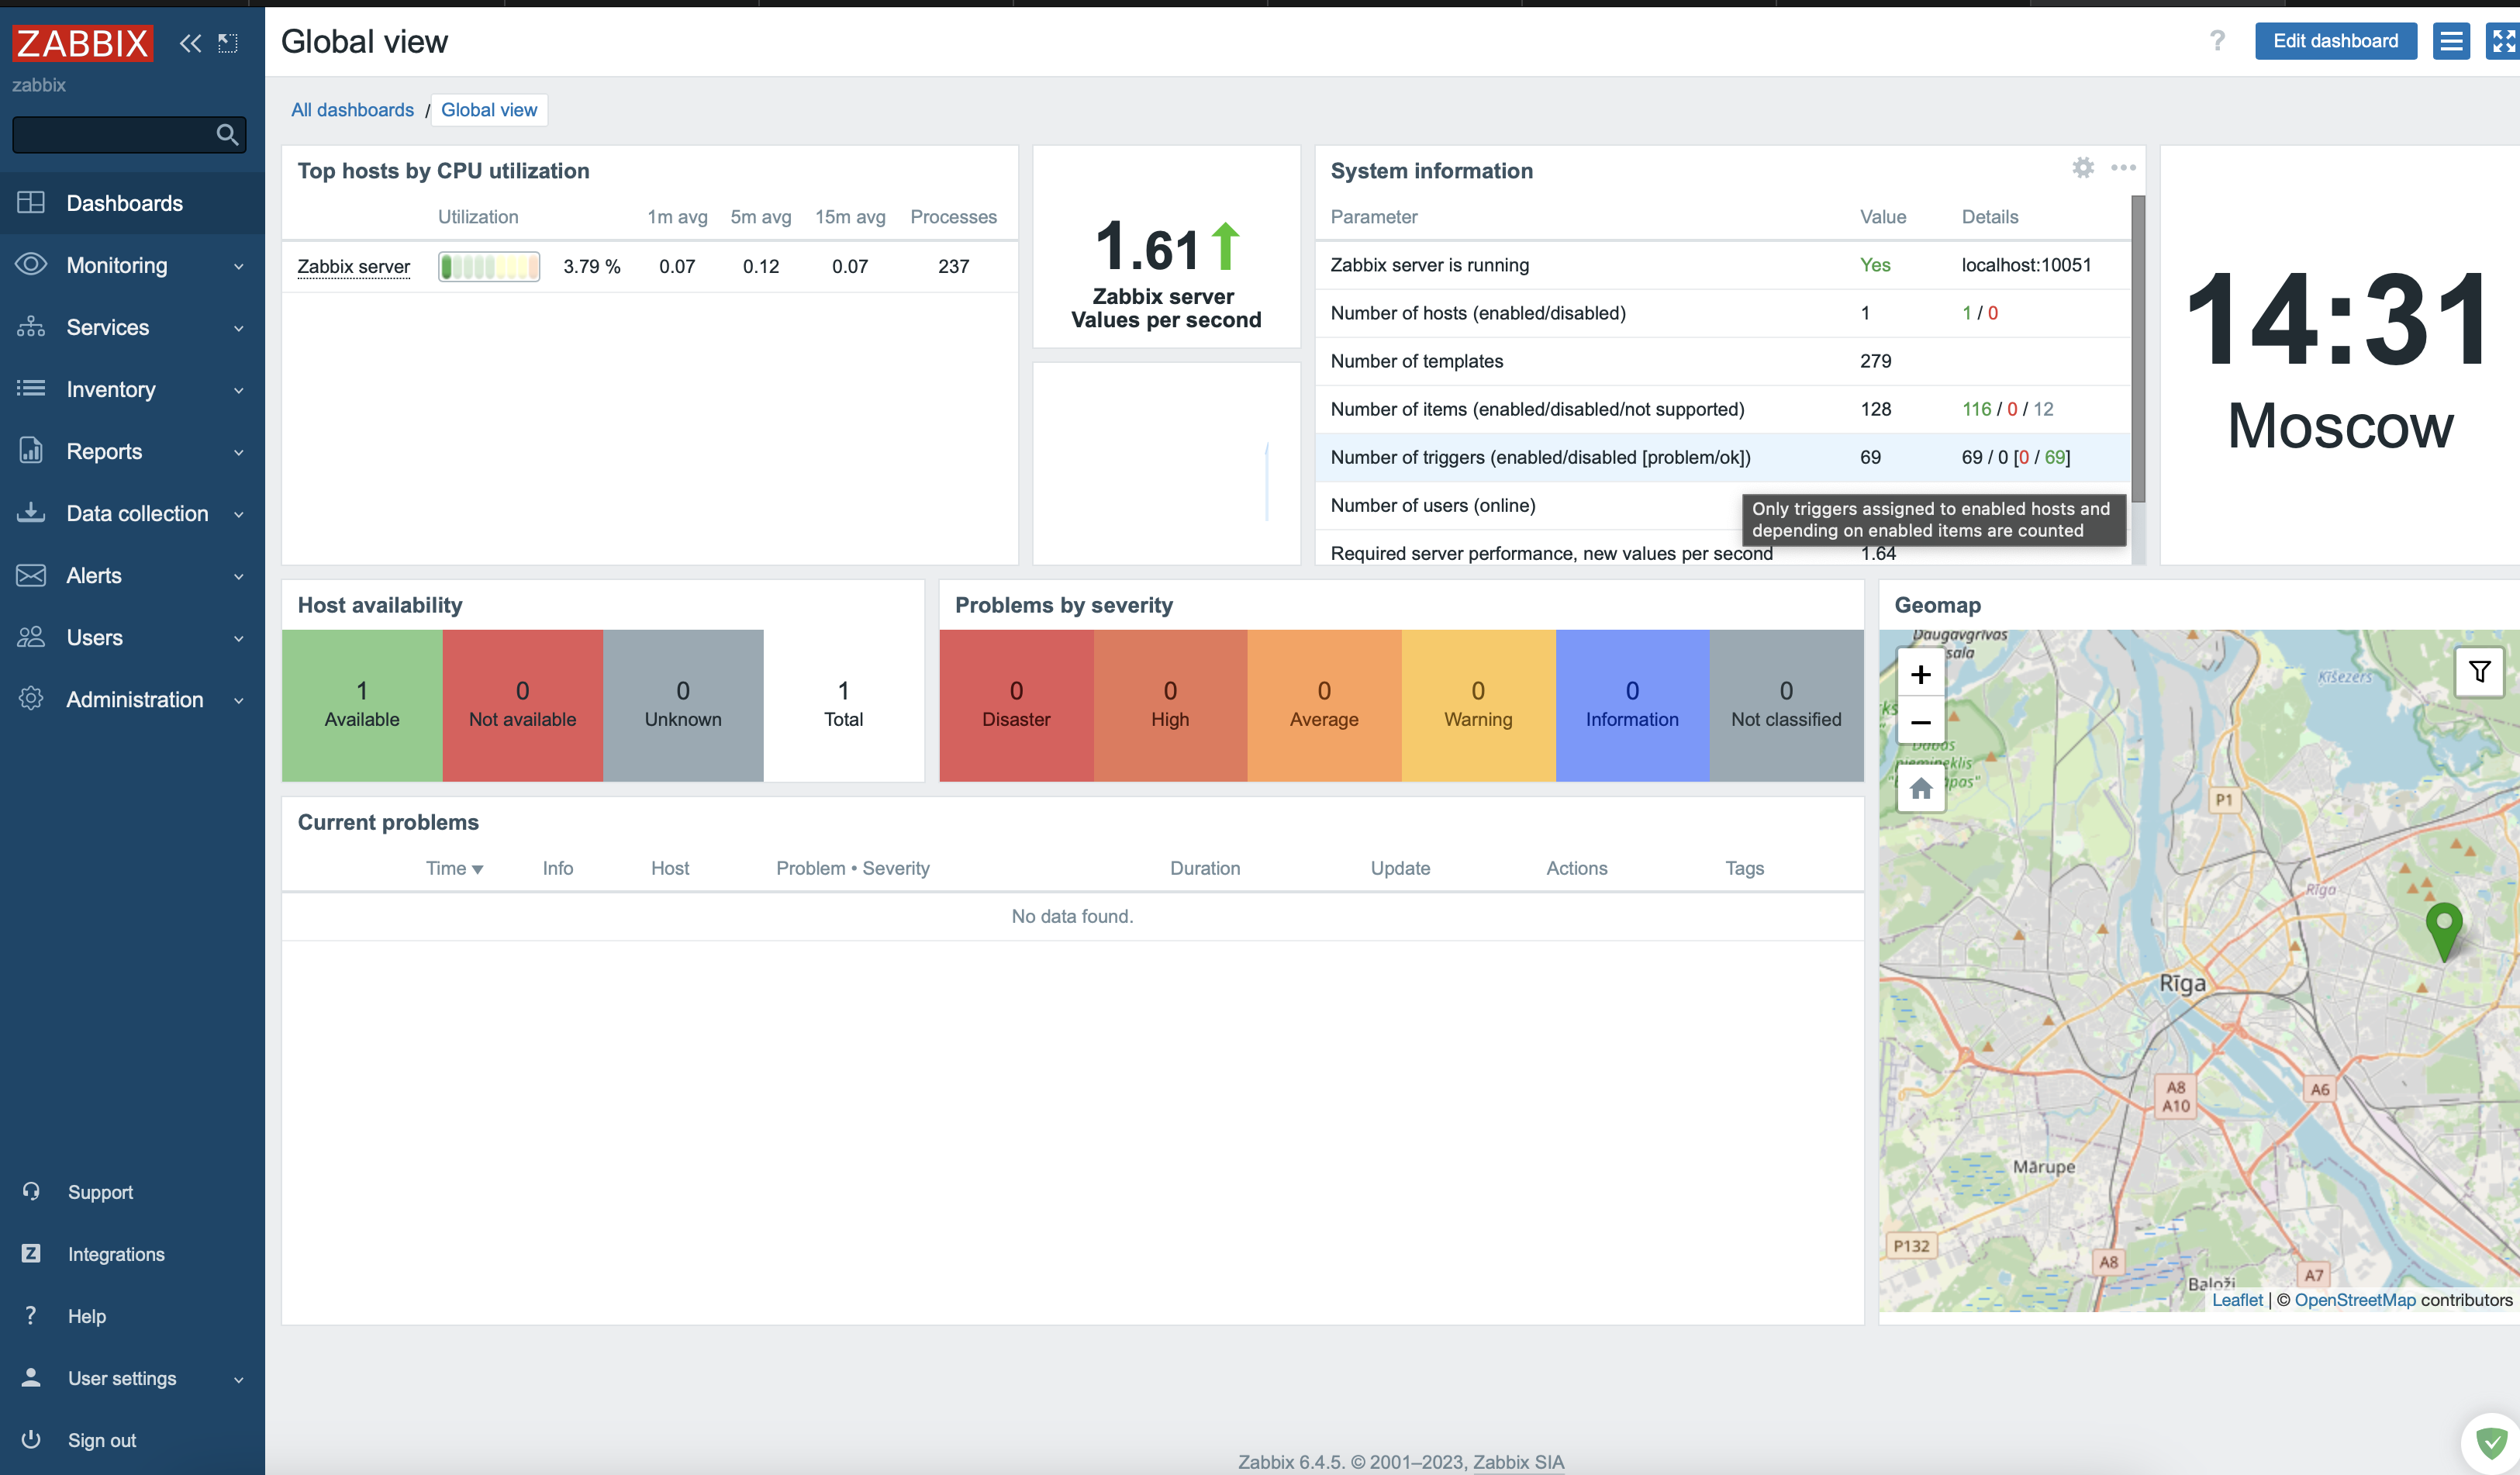 ZABBIX
zabbix
Dashboards
Monitoring
Services
Inventory
Reports
Data collection
Alerts
Users
Administration
Support
Integrations
Help
User settings
Sign out
Global view
? Edit dashboard
All dashboards / Global view
Top hosts by CPU utilization
Utilization 1m avg 5m avg 15m avg Processes
Zabbix server 3.79 % 0.07 0.12 0.07 237
1.61
Zabbix server
Values per second
System information
Parameter Value Details
Zabbix server is running Yes localhost:10051
Number of hosts (enabled/disabled) 1 1 / 0
Number of templates 279
Number of items (enabled/disabled/not supported) 128 116 / 0 / 12
Number of triggers (enabled/disabled [problem/ok]) 69 69 / 0 [0 / 69]
Number of users (online)
Only triggers assigned to enabled hosts and
depending on enabled items are counted
Required server performance, new values per second 1.64
14:31
Moscow
Host availability
1 0 0 1
Available Not available Unknown Total
Problems by severity
0 0 0 0 0 0
Disaster High Average Warning Information Not classified
Current problems
Time Info Host Problem • Severity Duration Update Actions Tags
No data found.
Geomap
Daugavgrīvas
sala
Ķīšezers
+
−
Dabas
piemineklis
P1
Rīga
Rīga
A8
A10
A6
Mārupe
P132
A8
A7
Baloži
Leaflet | © OpenStreetMap contributors
Zabbix 6.4.5. © 2001–2023, Zabbix SIA